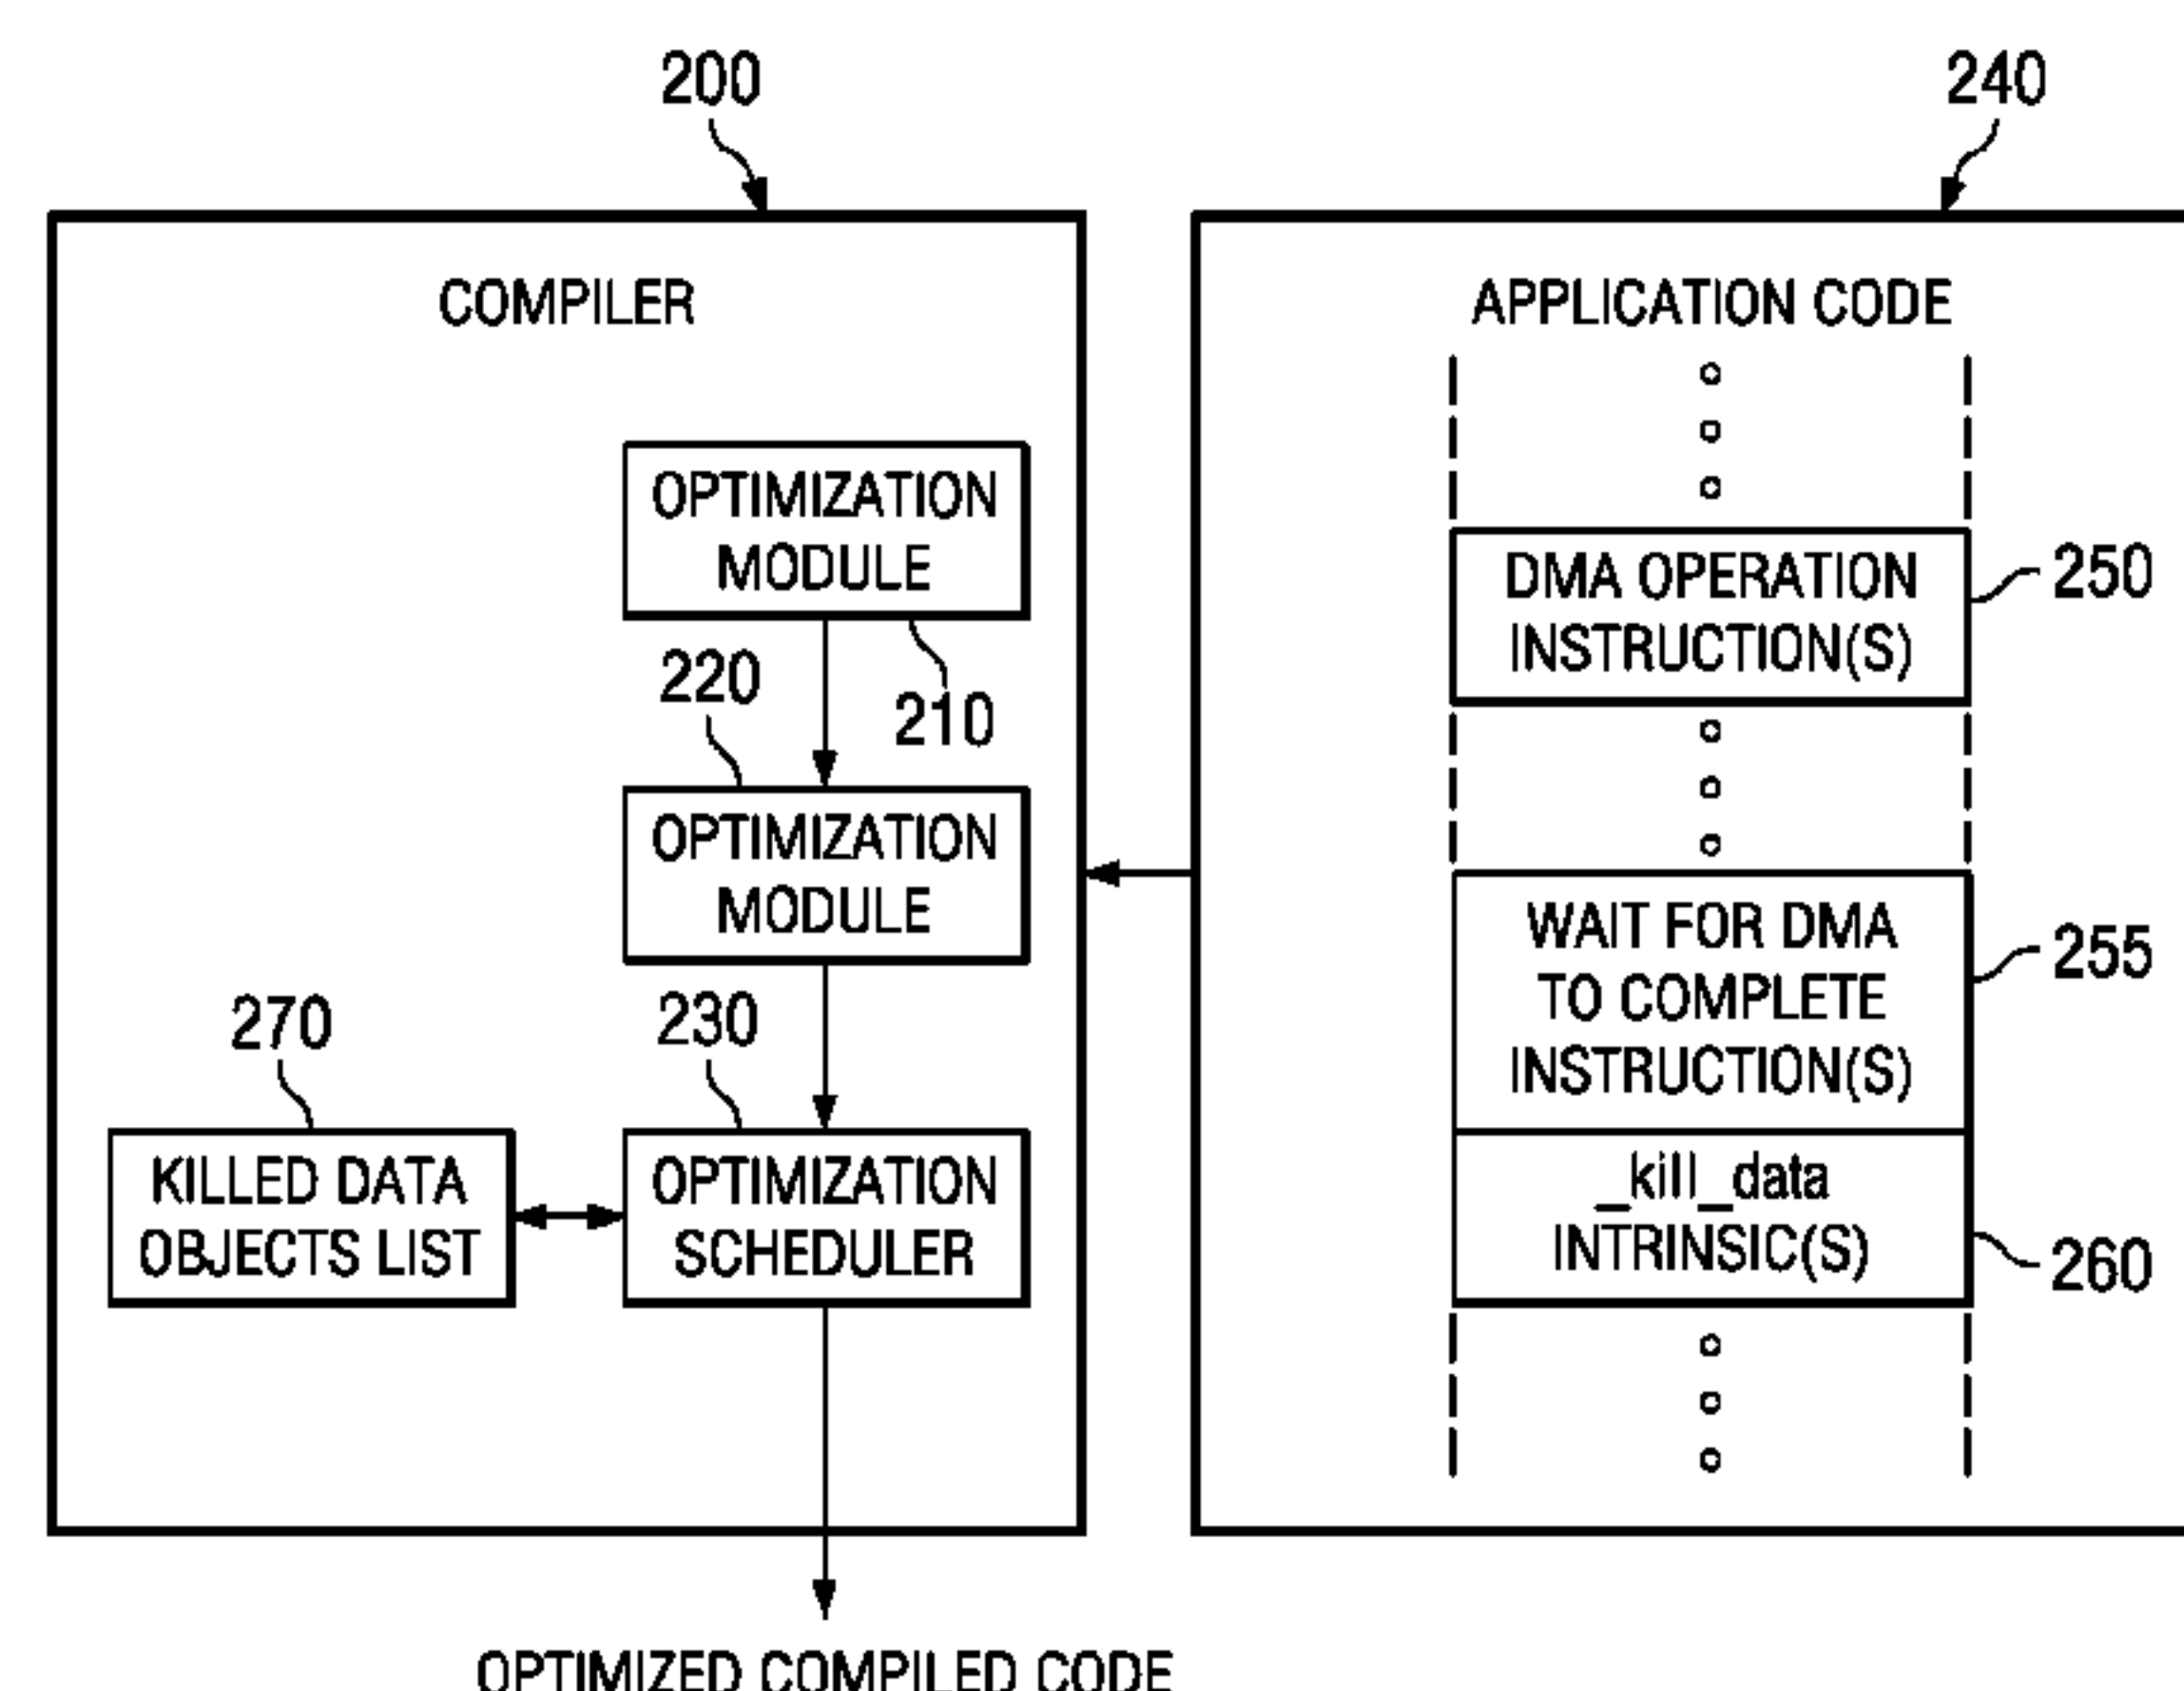 200
240
COMPILER
APPLICATION CODE
OPTIMIZATION
MODULE
210
220
OPTIMIZATION
MODULE
230
270
KILLED DATA
OBJECTS LIST
OPTIMIZATION
SCHEDULER
OPTIMIZED COMPILED CODE
DMA OPERATION
INSTRUCTION(S)
250
WAIT FOR DMA
TO COMPLETE
INSTRUCTION(S)
255
_kill_data
INTRINSIC(S)
260